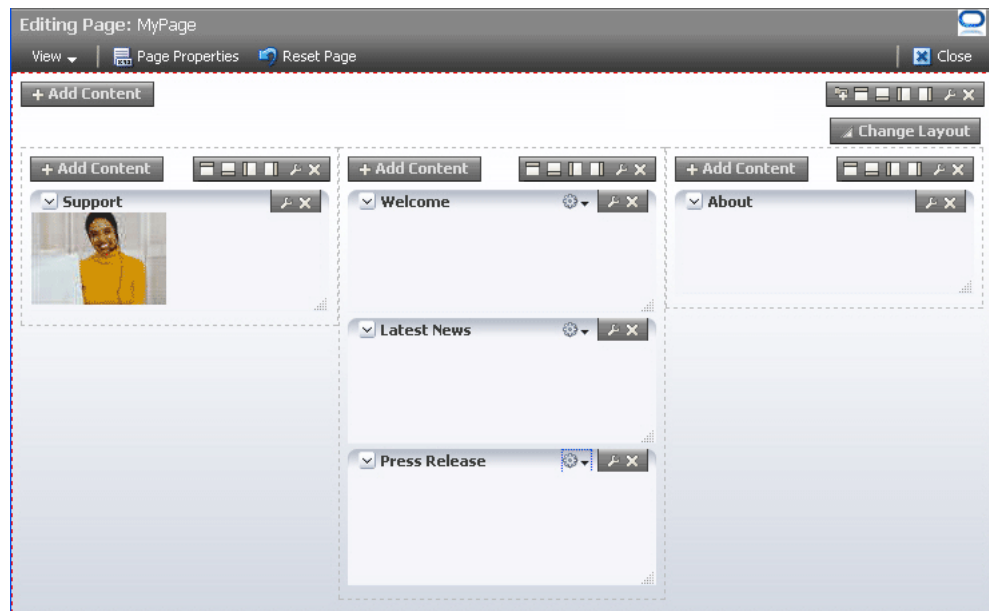 Editing Page: MyPage
View Page Properties Reset Page Close
+ Add Content
Change Layout
+ Add Content + Add Content + Add Content
Support Welcome About
Latest News
Press Release